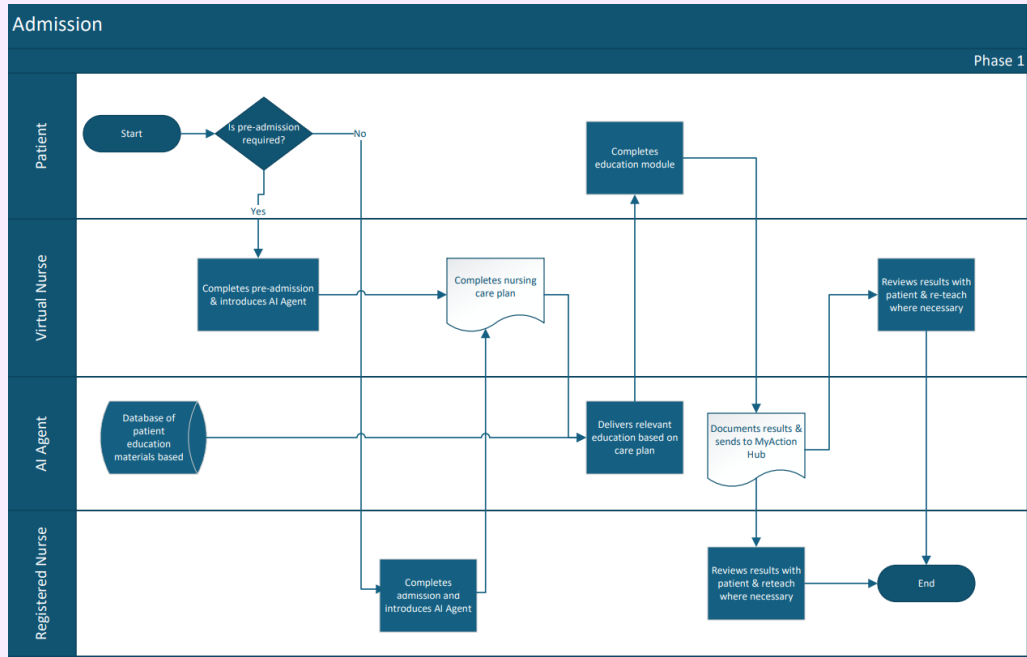 Admission
Phase 1
Patient
Start
Is pre-admission
required?
No
Yes
Completes
education module
Virtual Nurse
Completes pre-admission
& introduces AI Agent
Completes nursing
care plan
Reviews results with
patient & re-teach
where necessary
AI Agent
Database of
patient
education
materials based
Delivers relevant
education based on
care plan
Documents results &
sends to MyAction
Hub
Registered Nurse
Completes
admission and
introduces AI Agent
Reviews results with
patient & reteach
where necessary
End